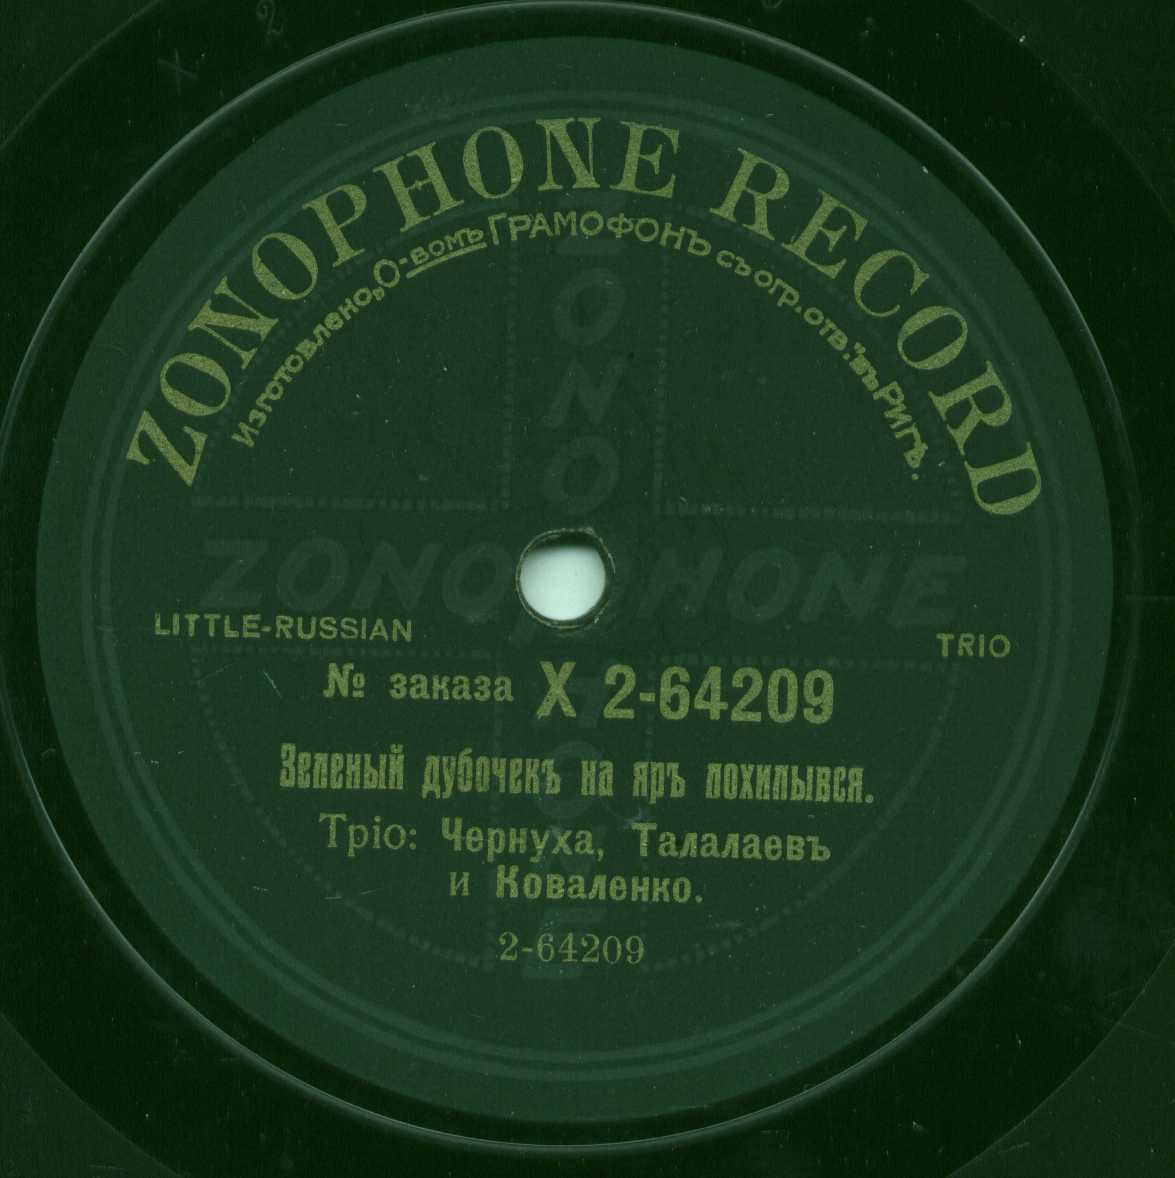 ZONOPHONE RECORD
Изготовлено О-вомъ ГРАМОФОНЪ съ огр. отв. въ Ригѣ.
ZONOPHONE
LITTLE-RUSSIAN
TRIO
№ заказа X 2-64209
Зеленый дубочекъ на яръ похилывся.
Тріо: Чернуха, Талалаевъ
и Коваленко.
2-64209